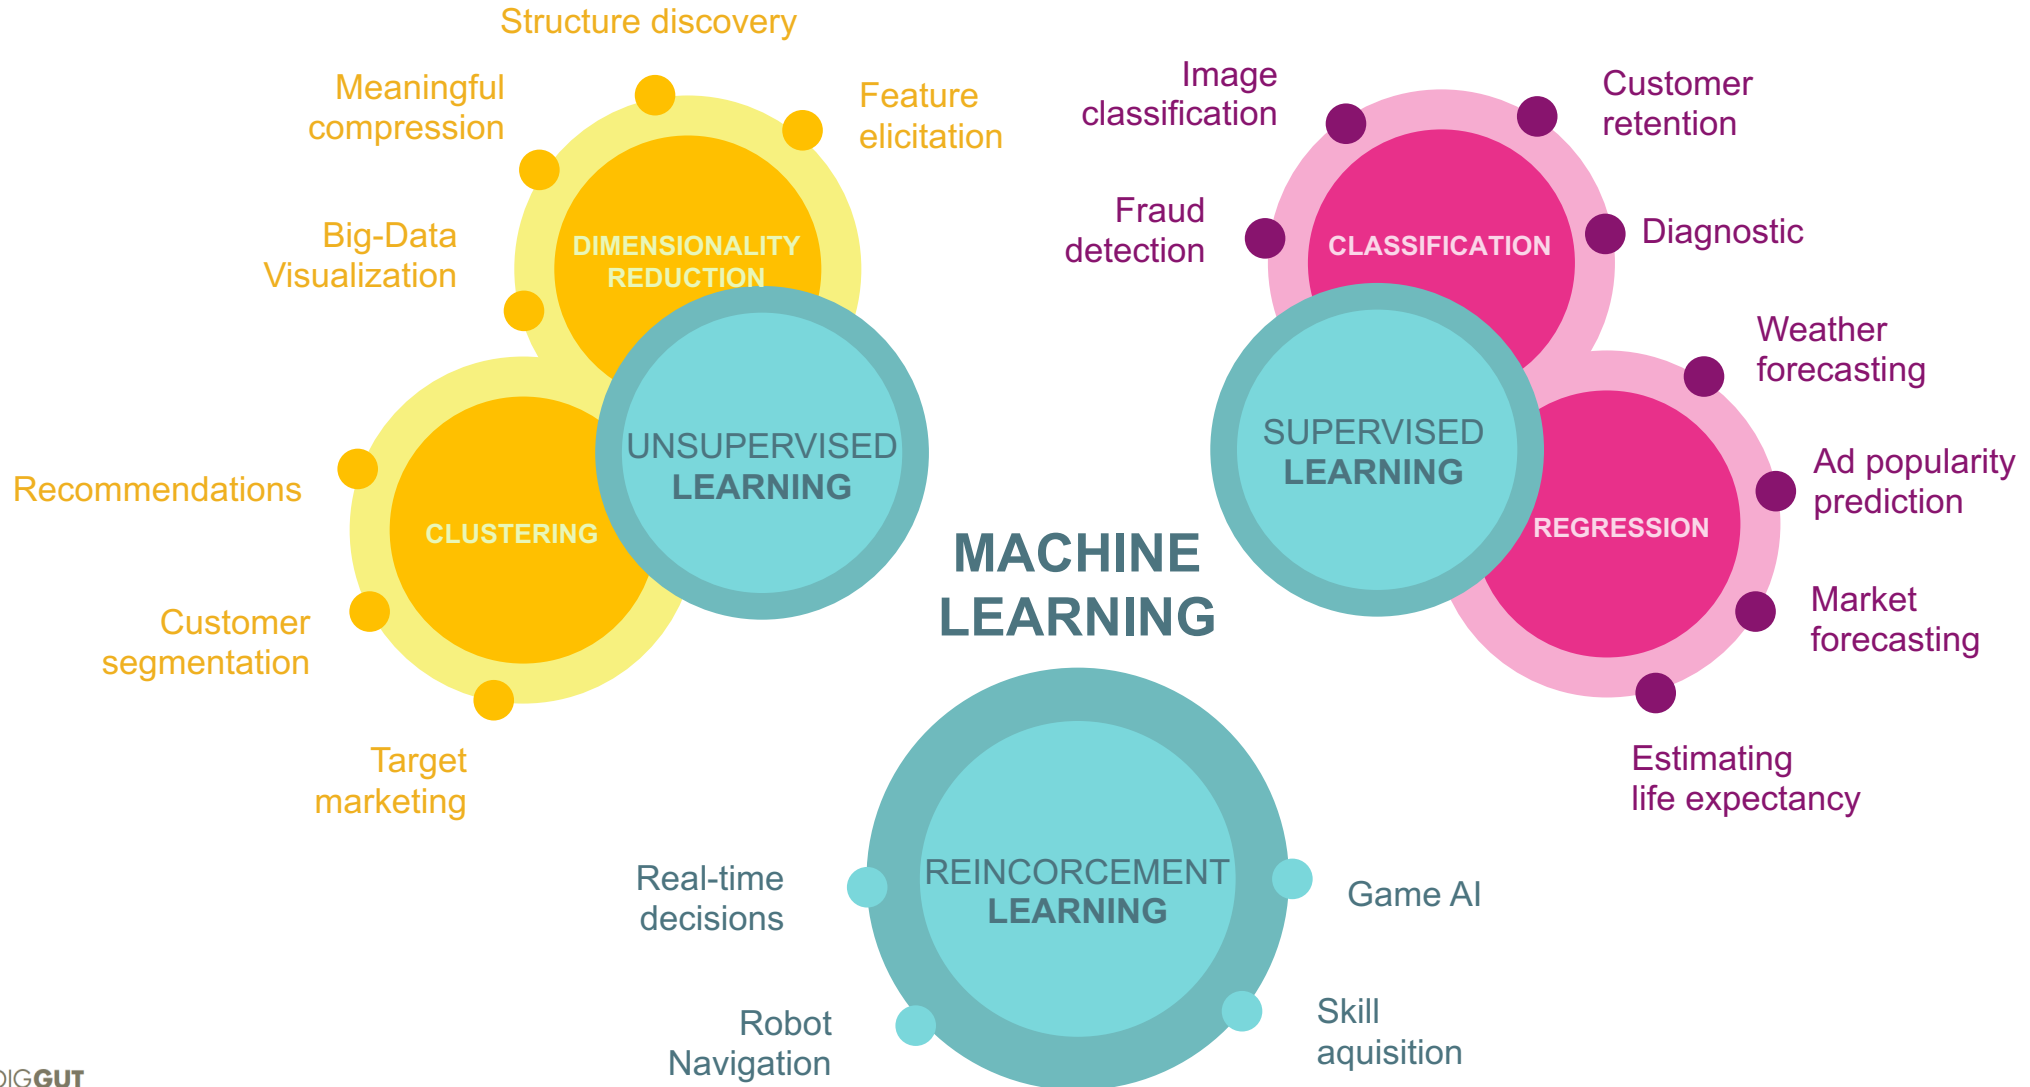 Structure discovery
Meaningful
compression
Feature
elicitation
Big-Data
Visualization
DIMENSIONALITY
REDUCTION
UNSUPERVISED
LEARNING
Recommendations
CLUSTERING
Customer
segmentation
Target
marketing
Image
classification
Customer
retention
Fraud
detection
CLASSIFICATION
Diagnostic
SUPERVISED
LEARNING
Weather
forecasting
Ad popularity
prediction
REGRESSION
Market
forecasting
Estimating
life expectancy
MACHINE
LEARNING
Real-time
decisions
REINCORCEMENT
LEARNING
Game AI
Robot
Navigation
Skill
aquisition